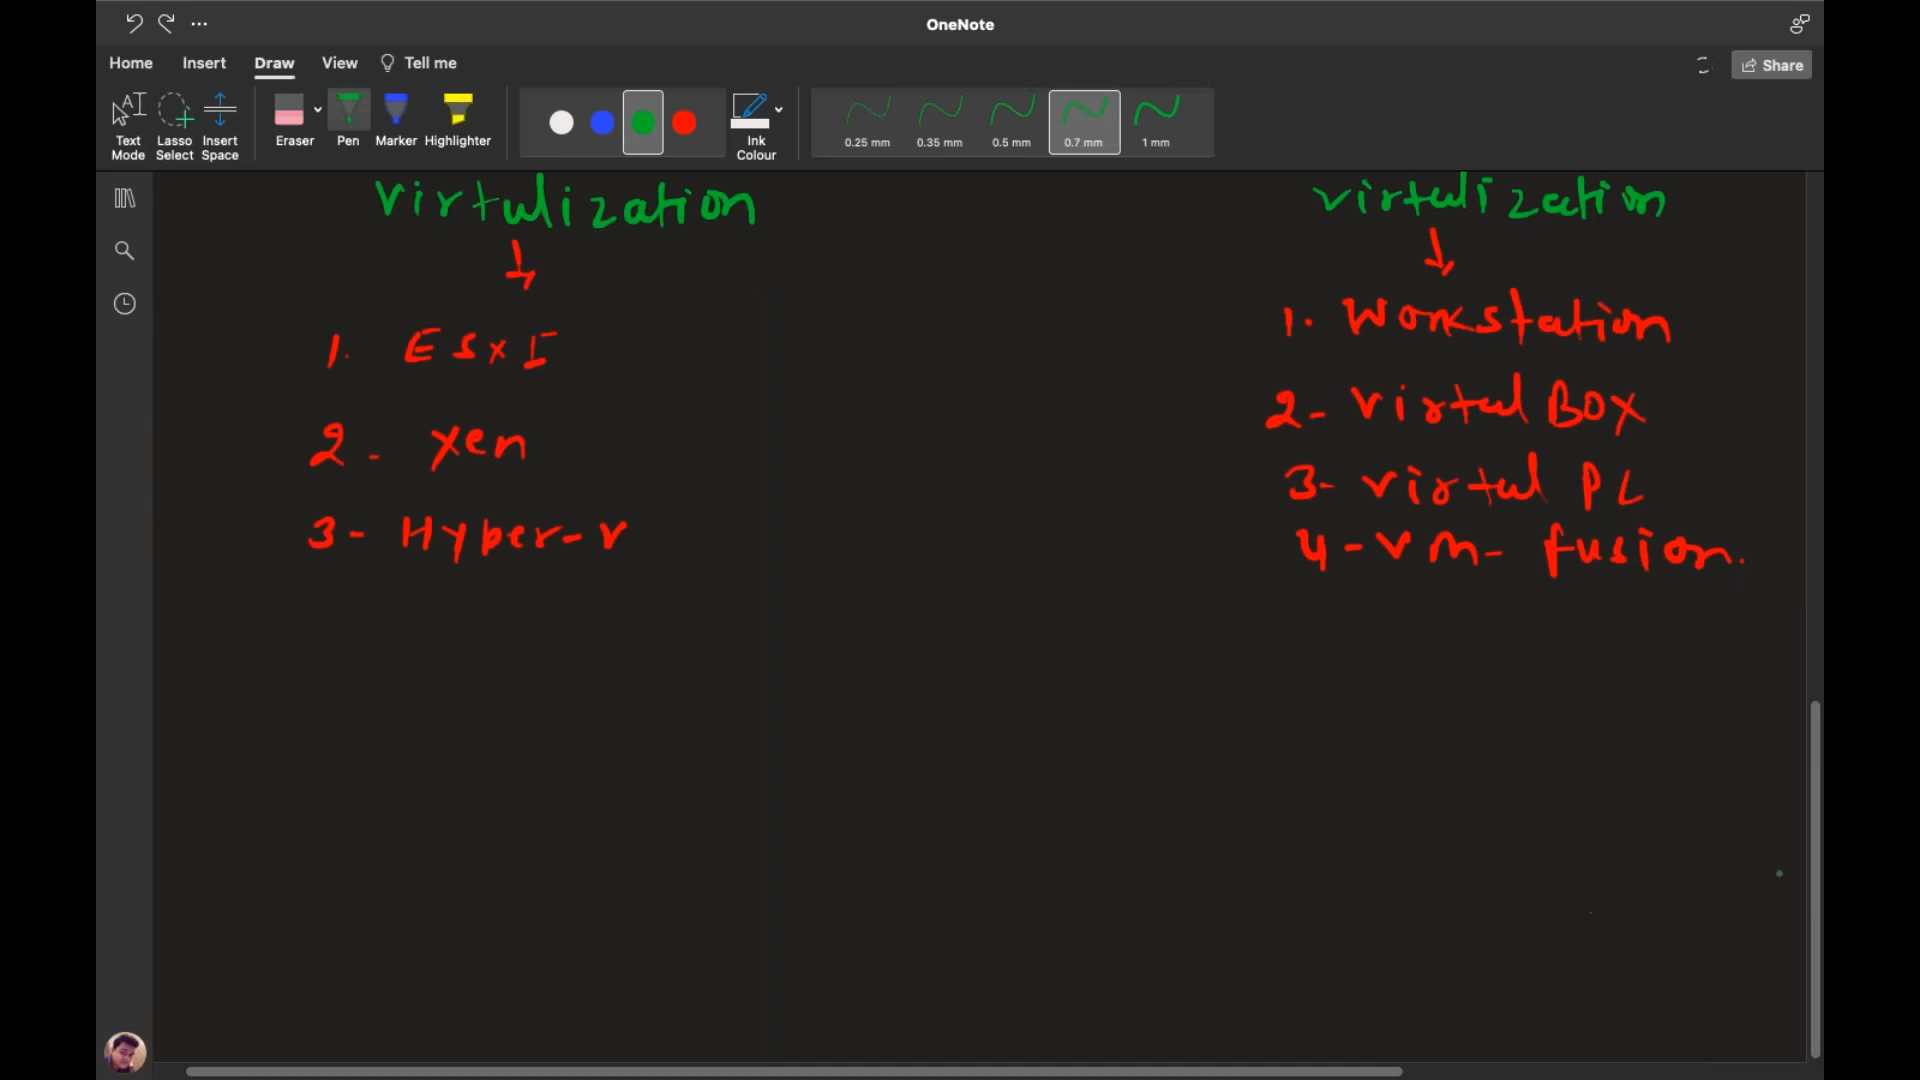 OneNote
Home Insert Draw View Tell me
Share
Text Mode
Lasso Select
Insert Space
Eraser
Pen
Marker
Highlighter
Ink Colour
0.25 mm
0.35 mm
0.5 mm
0.7 mm
1 mm
virtulization
1. ESXI
2- Xen
3- Hyper-v
virtulization
1. Workstation
2- virtul BOX
3- virtul PC
4- vm- fusion.